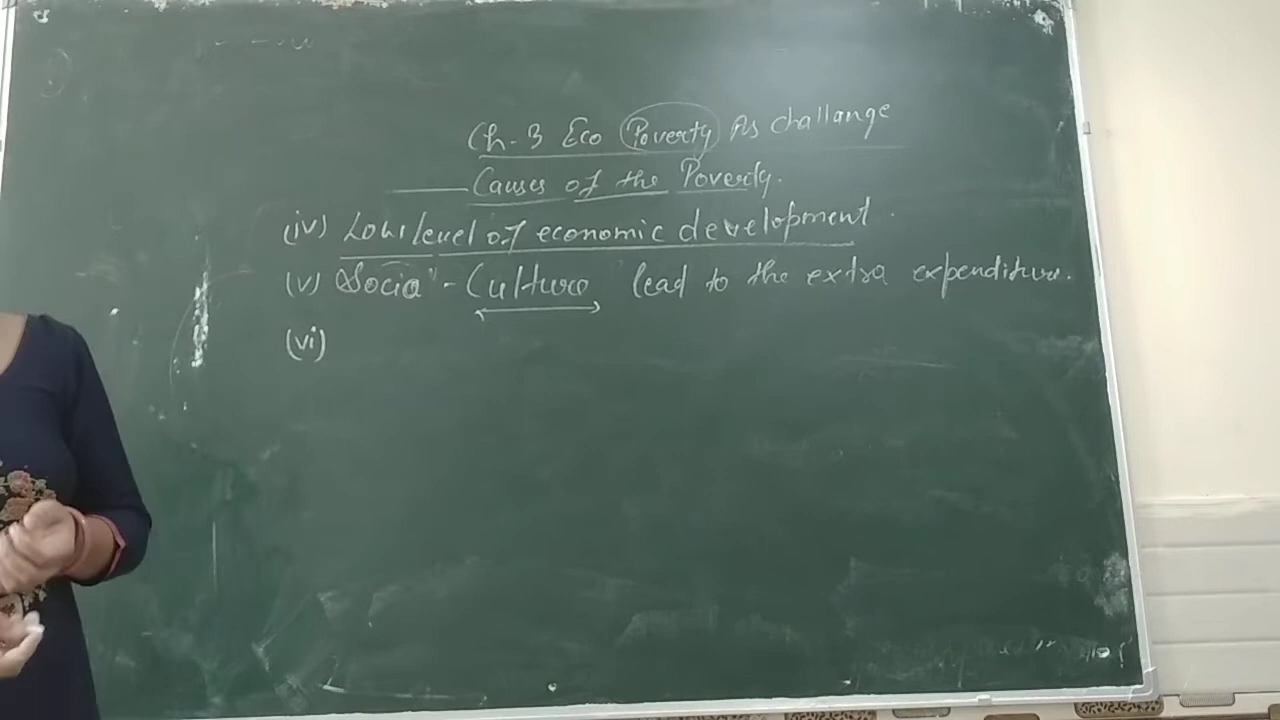 Ch-3 Eco Poverty As challange
Causes of the Poverty.
(iv) Low level of economic development.
(v) Social - Culture lead to the extra expenditure.
(vi)